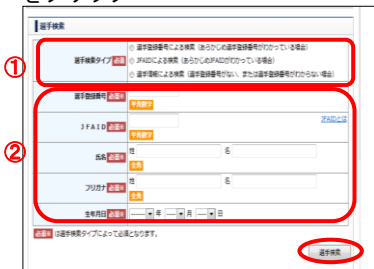 選手検索
①
選手検索タイプ 必須
選手登録番号による検索（あらかじめ選手登録番号がわかっている場合）
JFAIDによる検索（あらかじめJFAIDがわかっている場合）
選手情報による検索（選手登録番号がない、または選手登録番号がわからない場合）
②
選手登録番号 必須※
半角数字
JFAID 必須※
半角数字
JFAIDとは
氏名 必須※ 姓 名
全角
フリガナ 必須※ 姓 名
全角
生年月日 必須※ ------ 年 ---- 月 ---- 日
必須※ は選手検索タイプによって必須となります。
選手検索